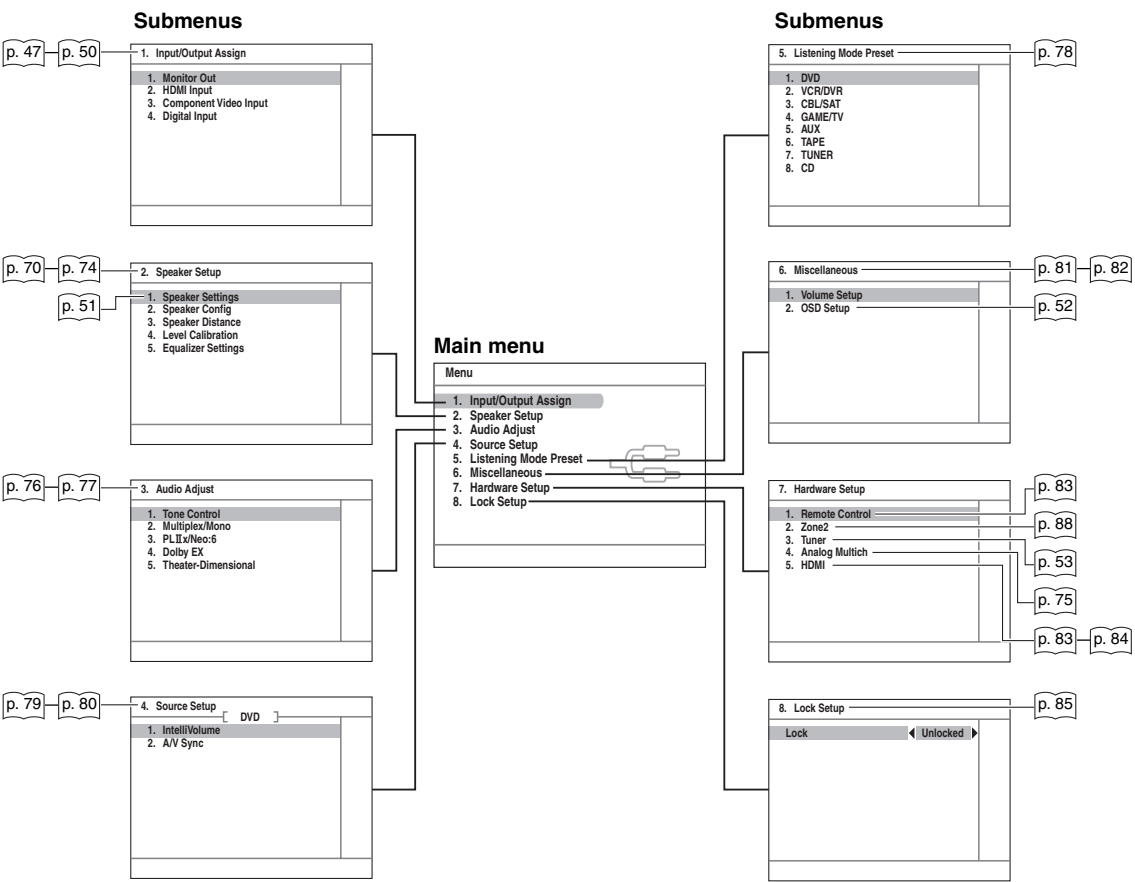 Submenus
p. 47 p. 50
1. Input/Output Assign
1. Monitor Out
2. HDMI Input
3. Component Video Input
4. Digital Input
p. 70 p. 74
2. Speaker Setup
p. 51
1. Speaker Settings
2. Speaker Config
3. Speaker Distance
4. Level Calibration
5. Equalizer Settings
p. 76 p. 77
3. Audio Adjust
1. Tone Control
2. Multiplex/Mono
3. PLⅡx/Neo:6
4. Dolby EX
5. Theater-Dimensional
p. 79 p. 80
4. Source Setup
[ DVD ]
1. IntelliVolume
2. A/V Sync
Main menu
Menu
1. Input/Output Assign
2. Speaker Setup
3. Audio Adjust
4. Source Setup
5. Listening Mode Preset
6. Miscellaneous
7. Hardware Setup
8. Lock Setup
Submenus
5. Listening Mode Preset
p. 78
1. DVD
2. VCR/DVR
3. CBL/SAT
4. GAME/TV
5. AUX
6. TAPE
7. TUNER
8. CD
6. Miscellaneous
p. 81 p. 82
1. Volume Setup
2. OSD Setup
p. 52
7. Hardware Setup
1. Remote Control
2. Zone2
3. Tuner
4. Analog Multich
5. HDMI
p. 83
p. 88
p. 53
p. 75
p. 83 p. 84
8. Lock Setup
p. 85
Lock Unlocked